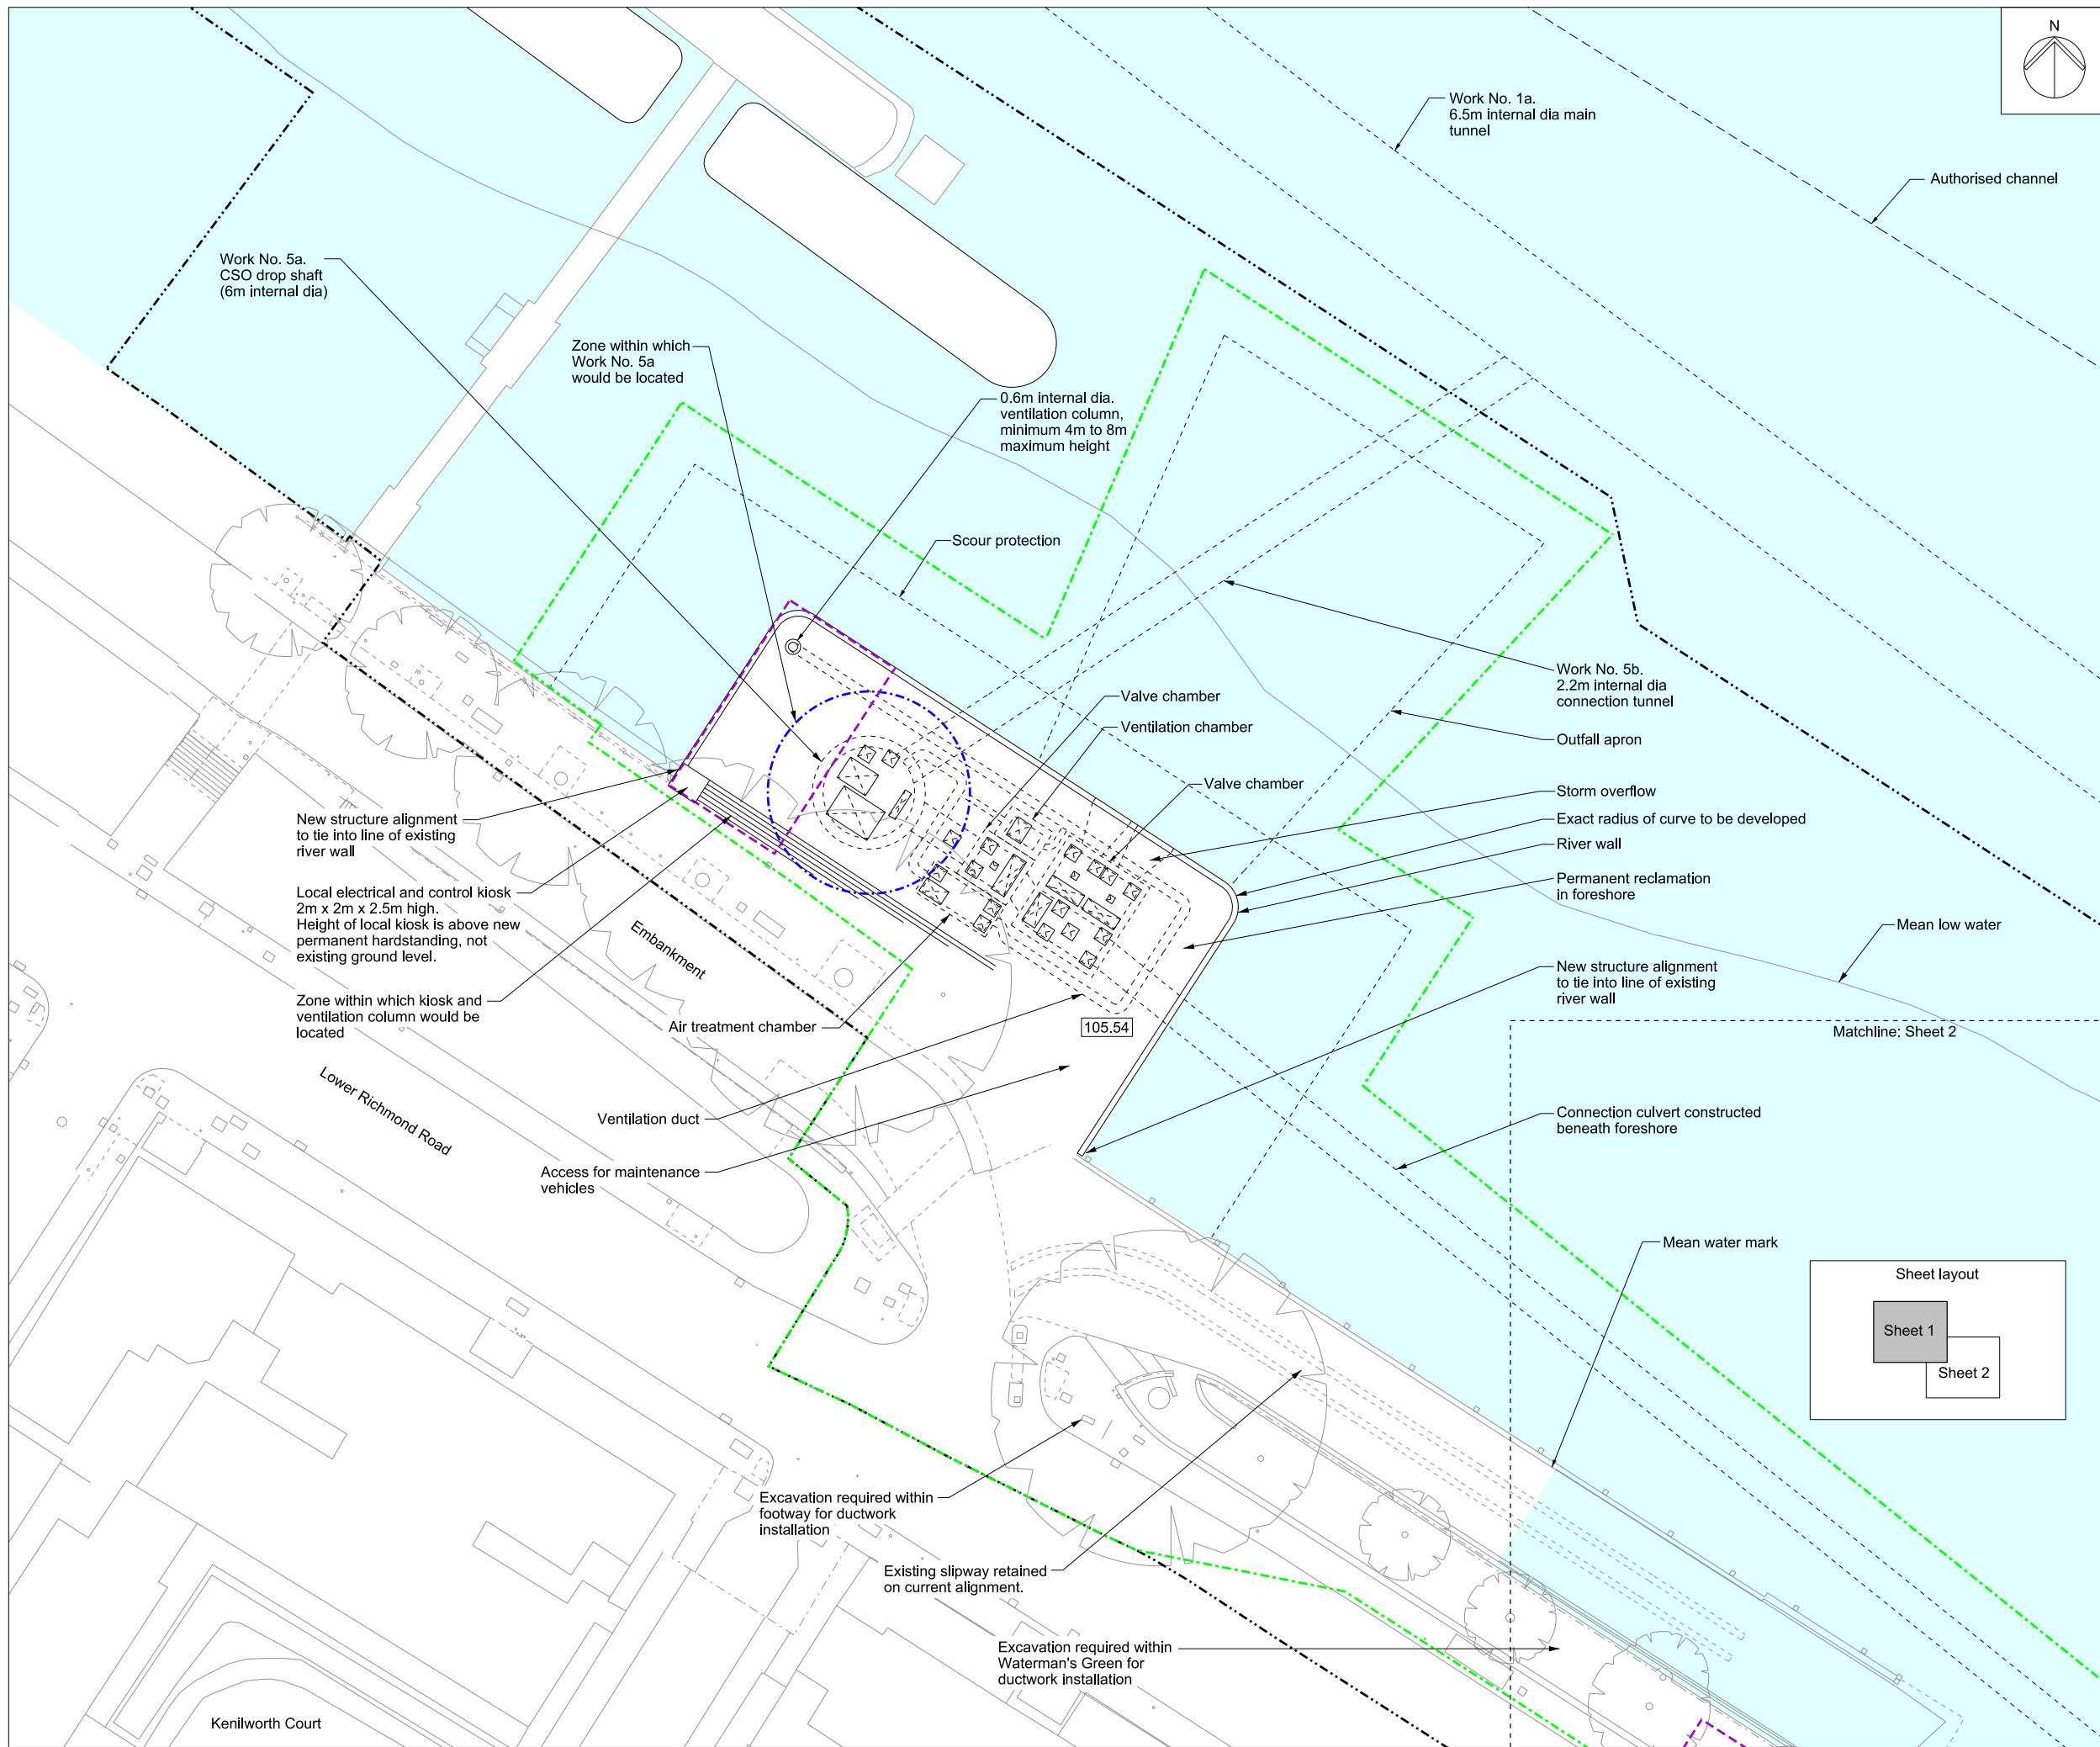 N
Work No. 1a.
6.5m internal dia main
tunnel
Authorised channel
Work No. 5a.
CSO drop shaft
(6m internal dia)
Zone within which
Work No. 5a
would be located
0.6m internal dia.
ventilation column,
minimum 4m to 8m
maximum height
Scour protection
Work No. 5b.
2.2m internal dia
connection tunnel
Valve chamber
Ventilation chamber
Outfall apron
Valve chamber
Storm overflow
Exact radius of curve to be developed
River wall
Permanent reclamation
in foreshore
New structure alignment
to tie into line of existing
river wall
Local electrical and control kiosk
2m x 2m x 2.5m high.
Height of local kiosk is above new
permanent hardstanding, not
existing ground level.
Embankment
Mean low water
New structure alignment
to tie into line of existing
river wall
Zone within which kiosk and
ventilation column would be
located
Air treatment chamber
105.54
Matchline: Sheet 2
Lower Richmond Road
Ventilation duct
Connection culvert constructed
beneath foreshore
Access for maintenance
vehicles
Mean water mark
Sheet layout
Sheet 1
Sheet 2
Excavation required within
footway for ductwork
installation
Existing slipway retained
on current alignment.
Excavation required within
Waterman's Green for
ductwork installation
Kenilworth Court